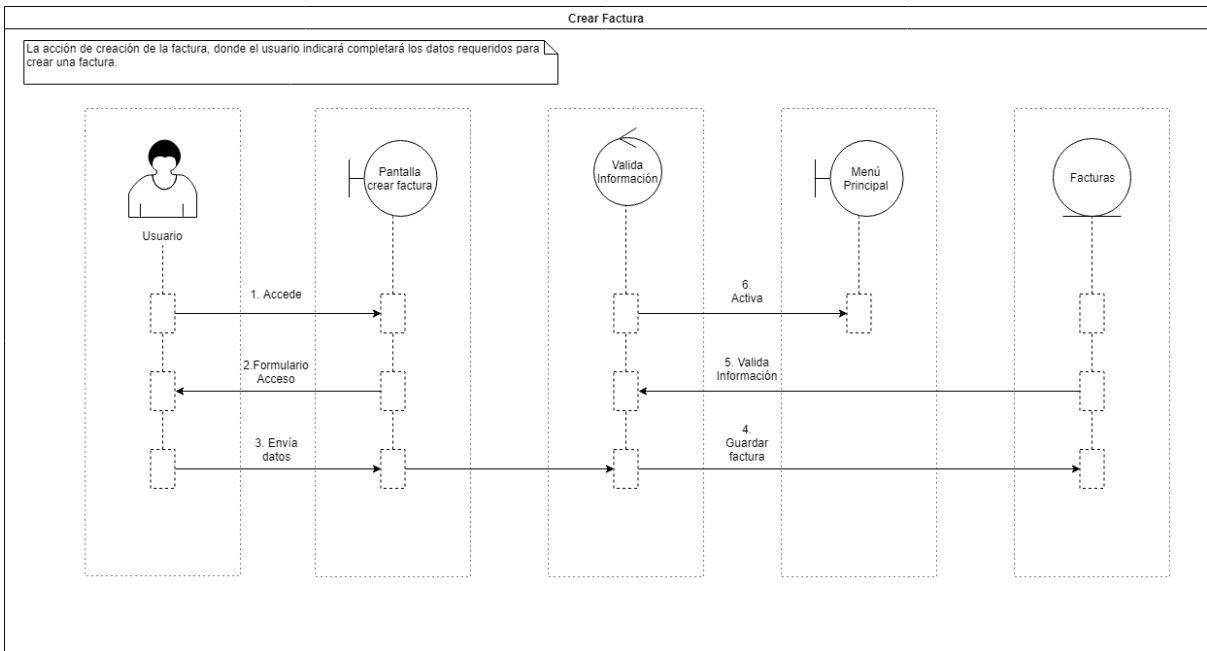 Crear Factura
La acción de creación de la factura, donde el usuario indicará completará los datos requeridos para
crear una factura.
Usuario
Pantalla
crear factura
Valida
Información
Menú
Principal
Facturas
1. Accede
6.
Activa
2.Formulario
Acceso
5. Valida
Información
3. Envía
datos
4.
Guardar
factura